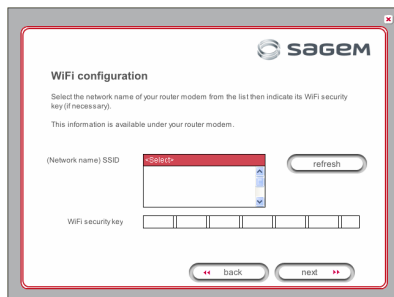 SAGEM
WiFi configuration
Select the network name of your router modem from the list then indicate its WiFi security
key (if necessary).
This information is available under your router modem.
(Network name) SSID
<Select>
refresh
WiFi security key
back
next